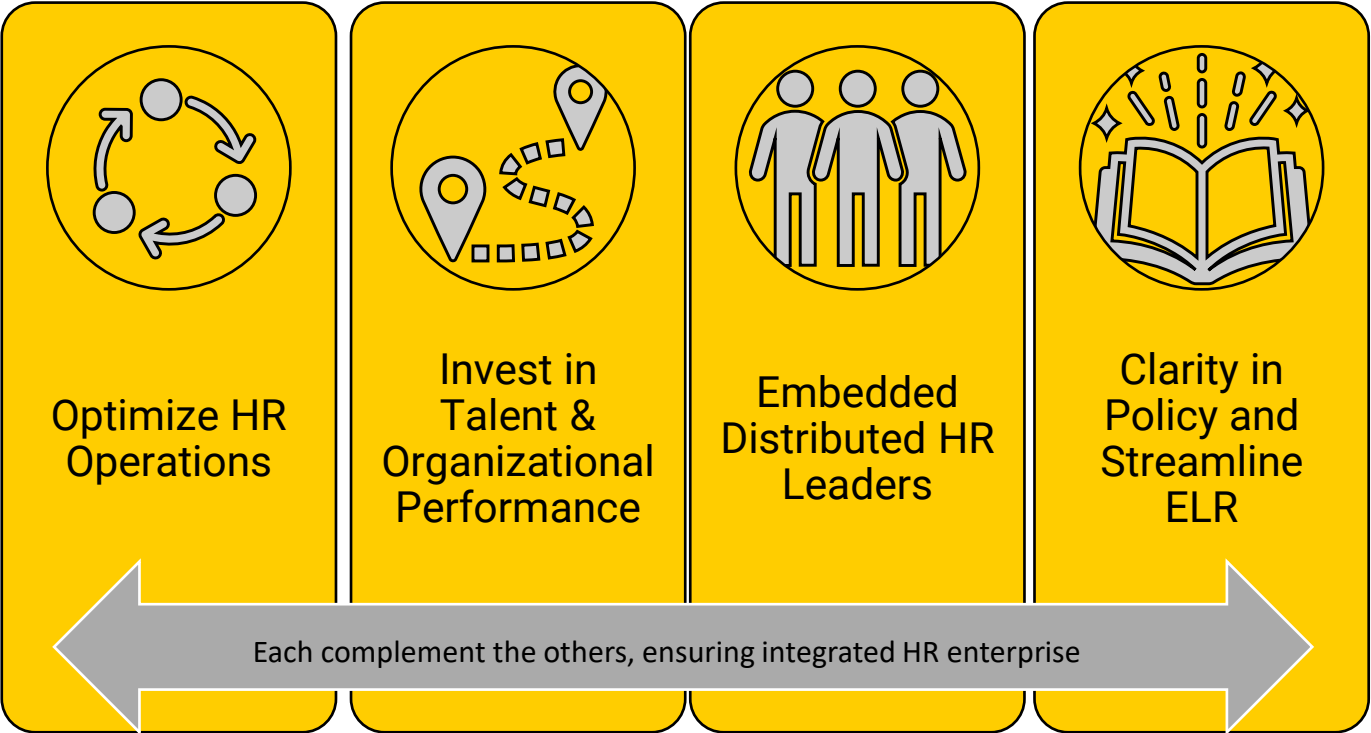 Optimize HR
Operations
Invest in
Talent &
Organizational
Performance
Embedded
Distributed HR
Leaders
Clarity in
Policy and
Streamline
ELR
Each complement the others, ensuring integrated HR enterprise